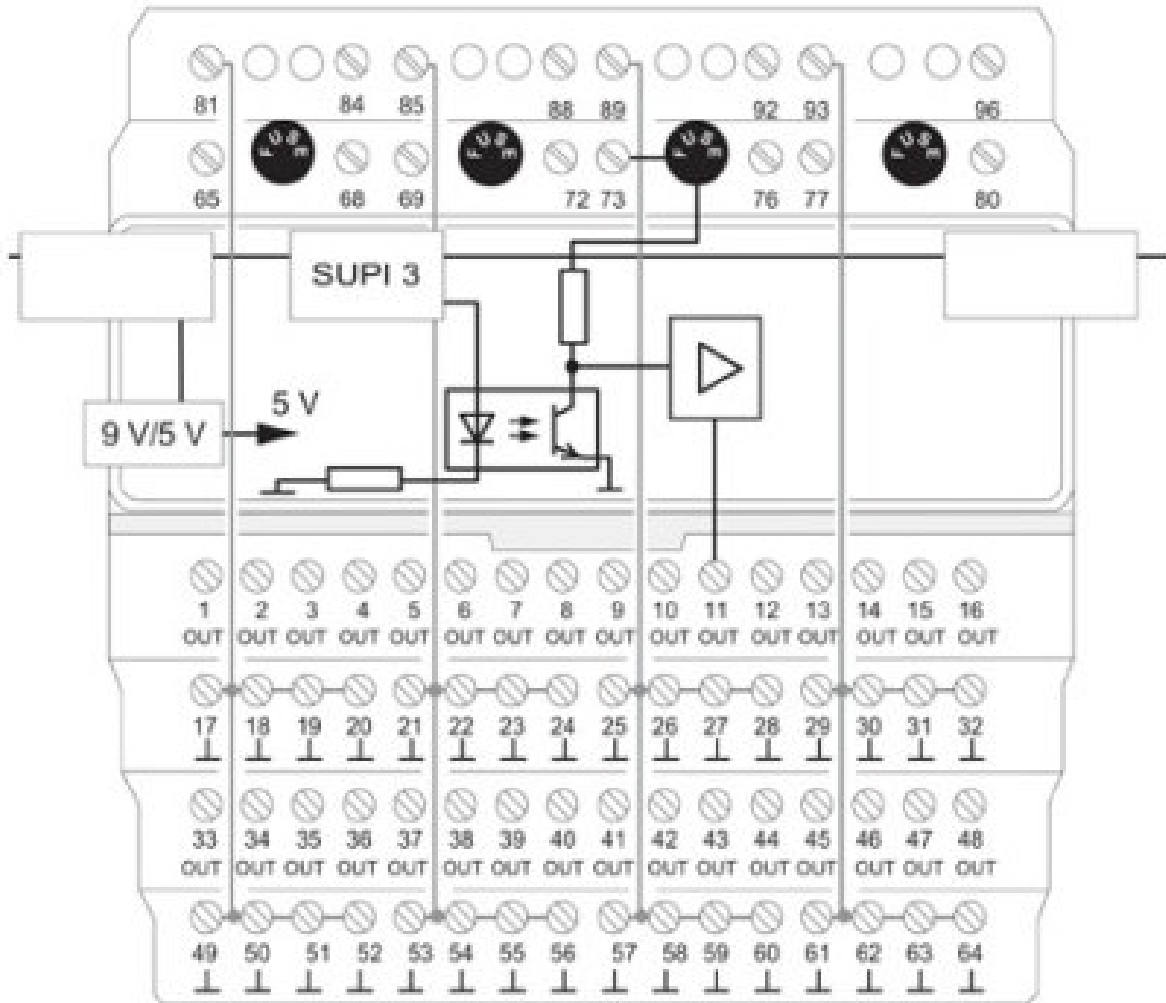 81 84 85 88 89 92 93 96
FUSE FUSE FUSE FUSE
65 68 69 72 73 76 77 80
SUPI 3
5 V
9 V/5 V
1 2 3 4 5 6 7 8 9 10 11 12 13 14 15 16
OUT OUT OUT OUT OUT OUT OUT OUT OUT OUT OUT OUT OUT OUT OUT OUT
17 18 19 20 21 22 23 24 25 26 27 28 29 30 31 32
33 34 35 36 37 38 39 40 41 42 43 44 45 46 47 48
OUT OUT OUT OUT OUT OUT OUT OUT OUT OUT OUT OUT OUT OUT OUT OUT
49 50 51 52 53 54 55 56 57 58 59 60 61 62 63 64